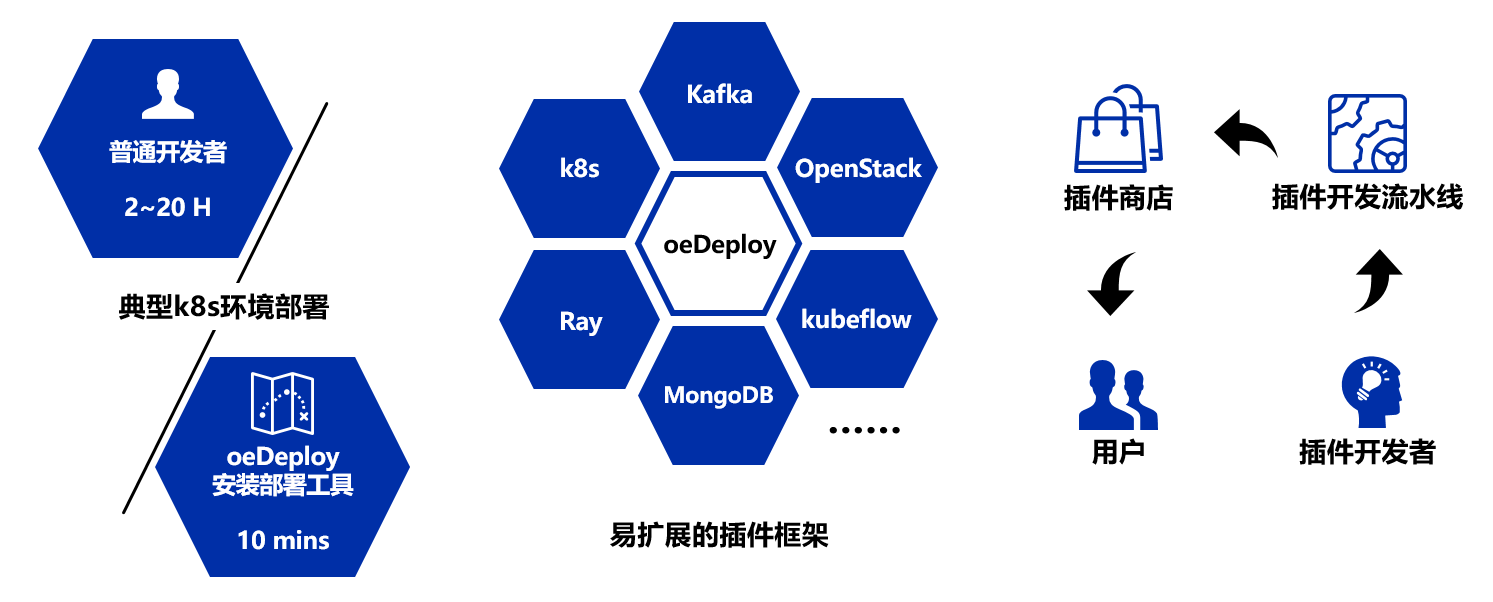 普通开发者
2~20 H
典型k8s环境部署
oeDeploy
安装部署工具
10 mins
Kafka
k8s
OpenStack
oeDeploy
Ray
kubeflow
MongoDB
......
易扩展的插件框架
插件商店
插件开发流水线
用户
插件开发者